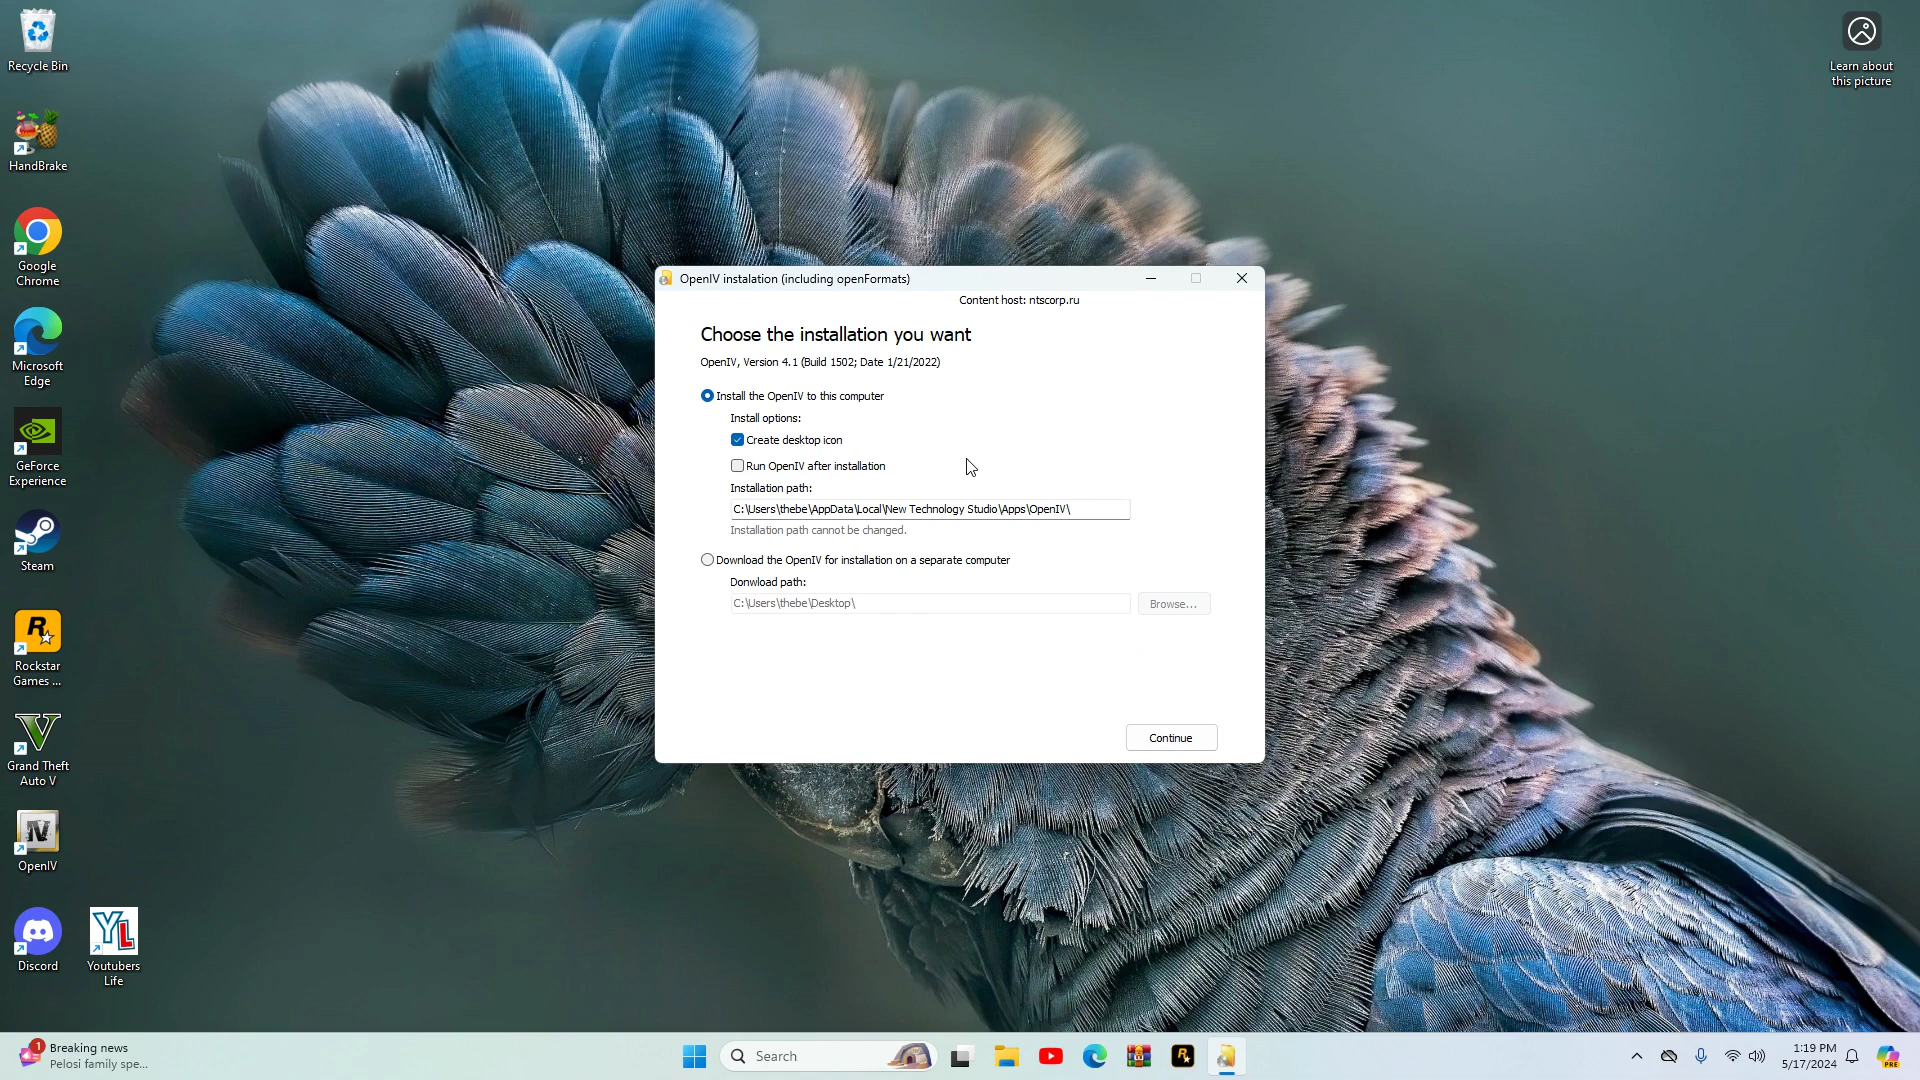 Recycle Bin
HandBrake
Google
Chrome
Microsoft
Edge
GeForce
Experience
Steam
Rockstar
Games ...
Grand Theft
Auto V
OpenIV
Discord
Youtubers
Life
Learn about
this picture
OpenIV instalation (including openFormats)
Content host: ntscorp.ru
Choose the installation you want
OpenIV, Version 4.1 (Build 1502; Date 1/21/2022)
Install the OpenIV to this computer
Install options:
Create desktop icon
Run OpenIV after installation
Installation path:
C:\Users\thebe\AppData\Local\New Technology Studio\Apps\OpenIV\
Installation path cannot be changed.
Download the OpenIV for installation on a separate computer
Donwload path:
C:\Users\thebe\Desktop\
Browse...
Continue
1
Breaking news
Pelosi family spe...
Search
1:19 PM
5/17/2024
PRE